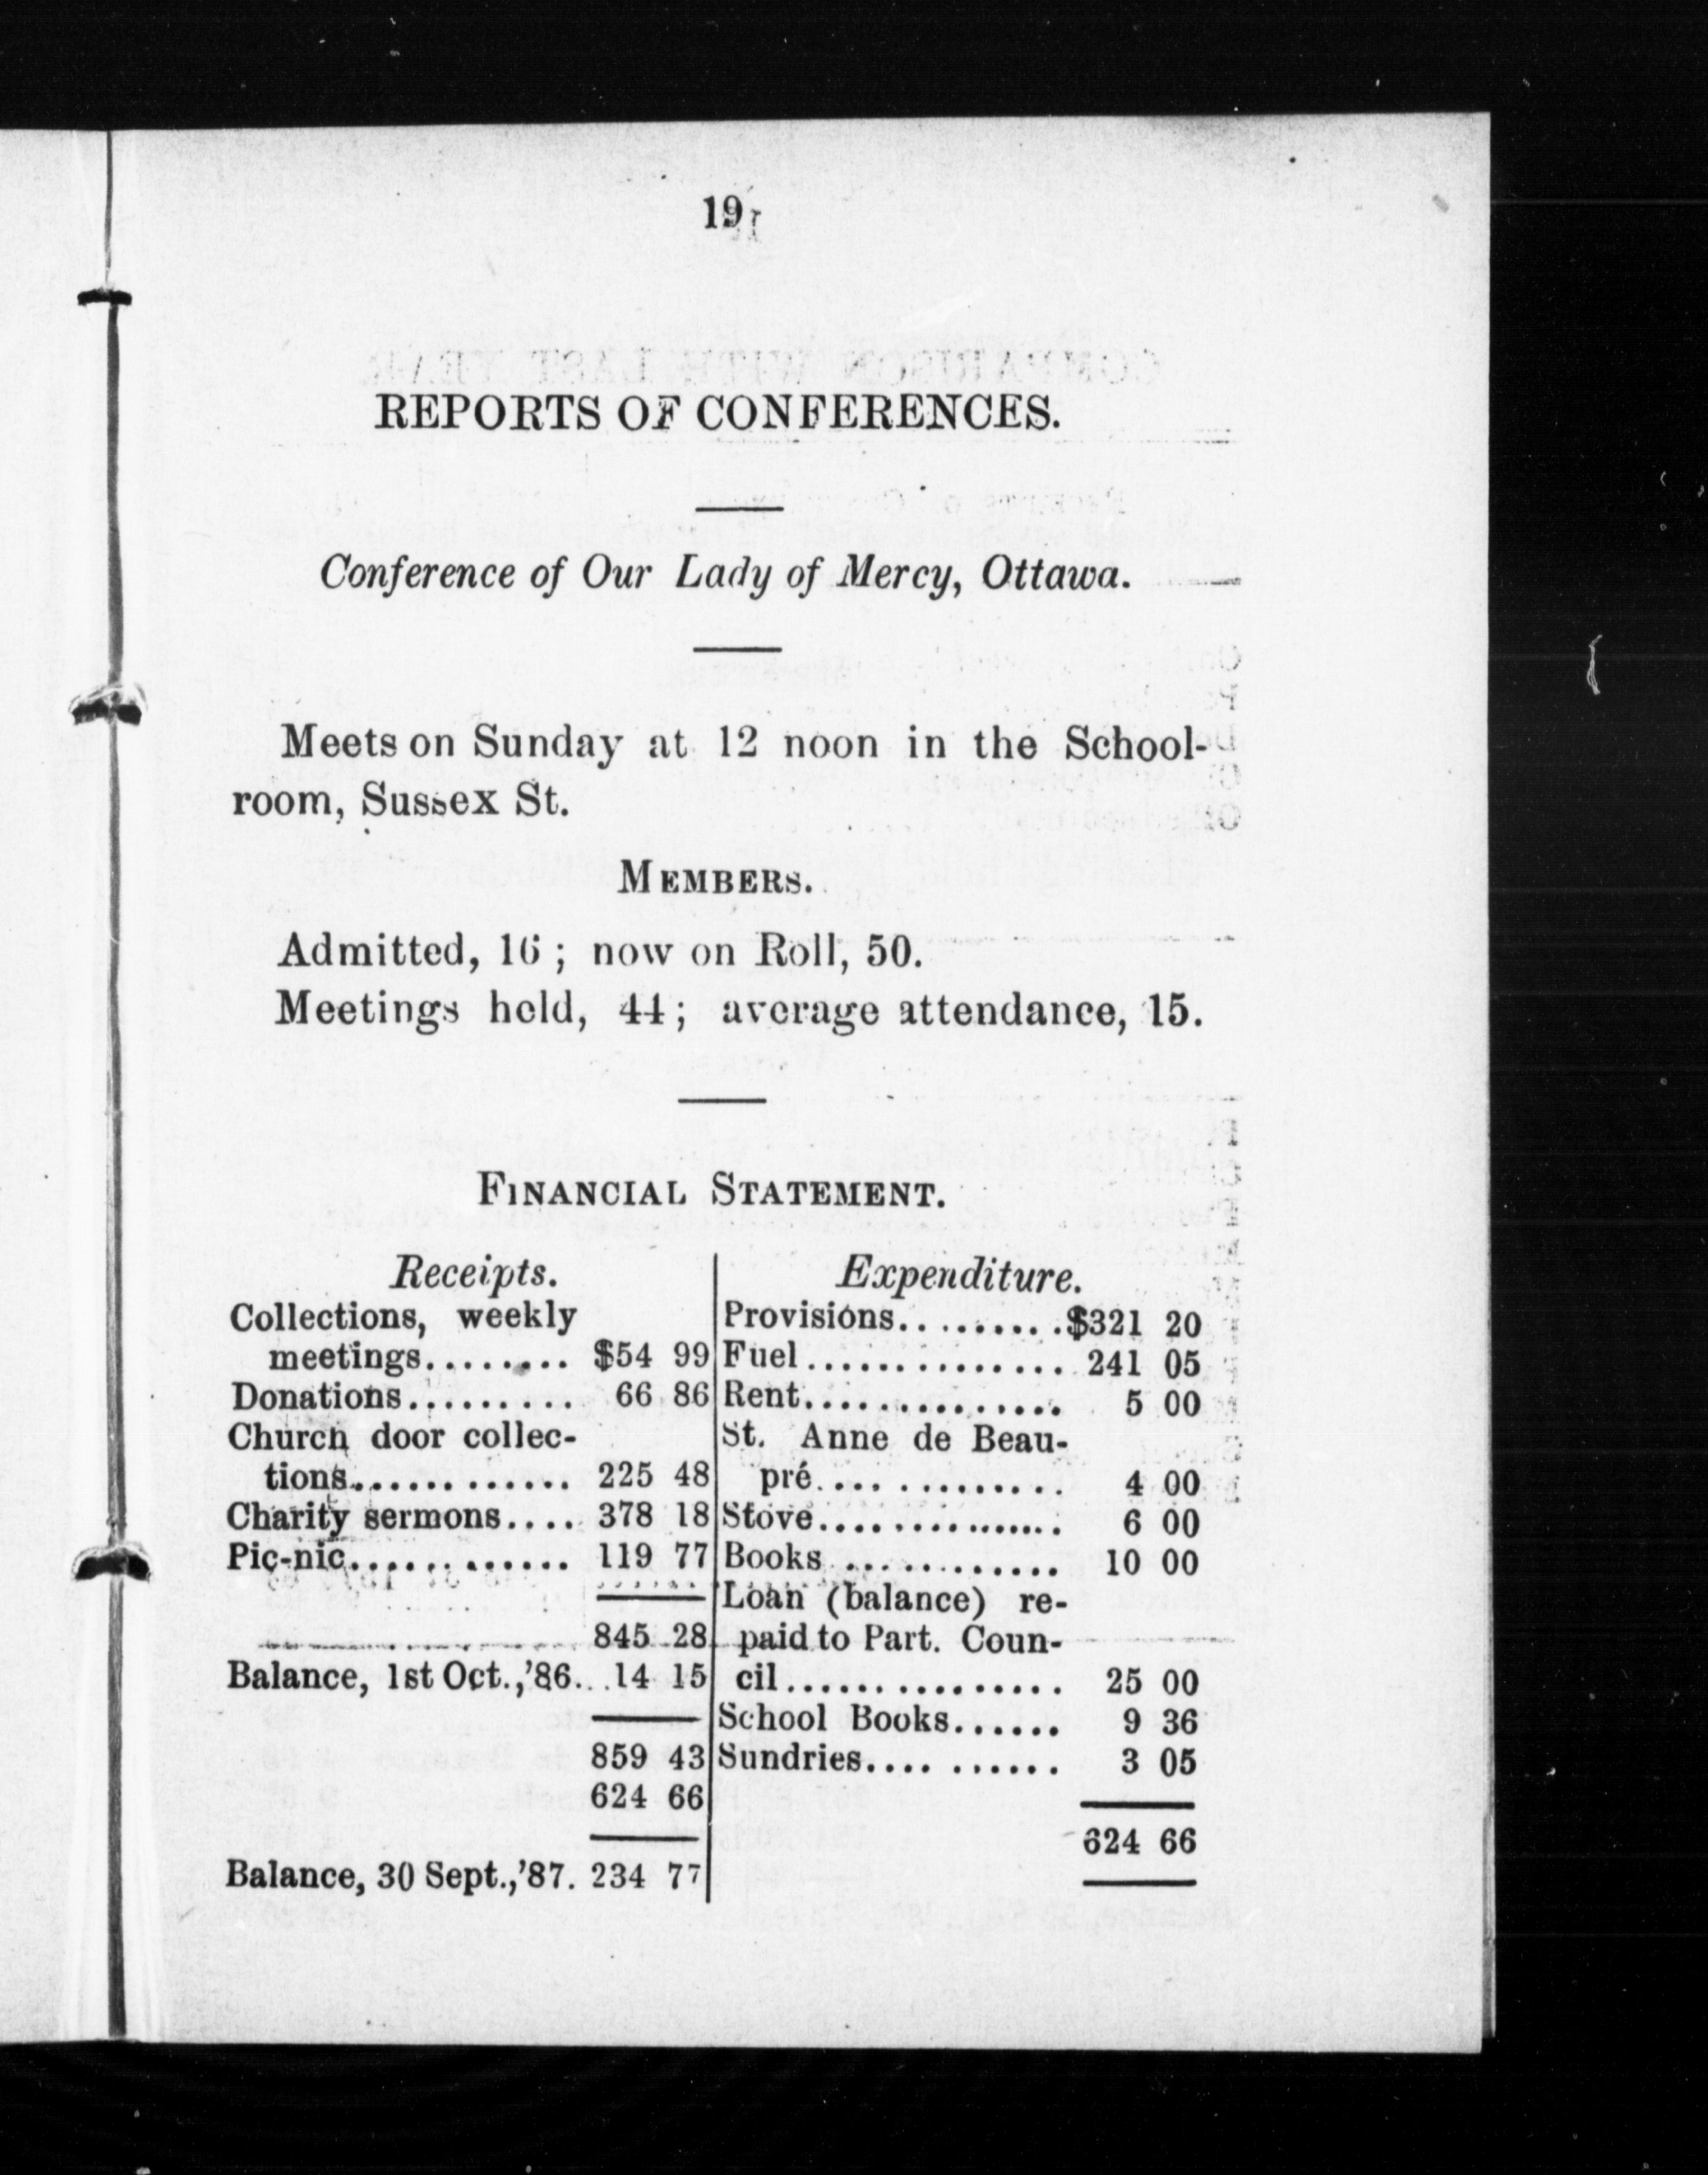 19
REPORTS OF CONFERENCES.
Conference of Our Lady of Mercy, Ottawa.
Meets on Sunday at 12 noon in the School-
room, Sussex St.
MEMBERS.
Admitted, 16 ; now on Roll, 50.
Meetings held, 44; average attendance, 15.
FINANCIAL STATEMENT.
Receipts.
Collections, weekly
meetings........ $54 99
Donations......... 66 86
Church door collec-
tions............ 225 48
Charity sermons.... 378 18
Pic-nic............ 119 77
845 28
Balance, 1st Oct.,'86... 14 15
859 43
624 66
Balance, 30 Sept.,'87. 234 77
Expenditure.
Provisions..........$321 20
Fuel.............. 241 05
Rent.............. 5 00
St. Anne de Beau-
pré.............. 4 00
Stove.............. 6 00
Books ............ 10 00
Loan (balance) re-
paid to Part. Coun-
cil................ 25 00
School Books...... 9 36
Sundries.... ...... 3 05
624 66